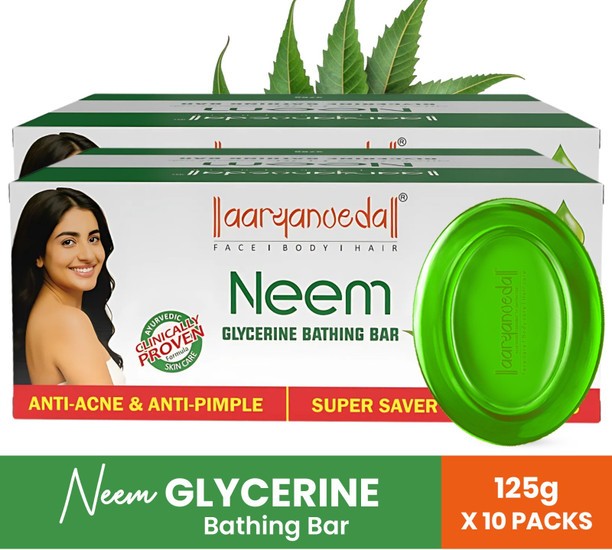 ||aaryanveda||®
FACE I BODY I HAIR
Neem
GLYCERINE BATHING BAR
AYURVEDIC
CLINICALLY
PROVEN
Formula
SKIN CARE
ANTI-ACNE & ANTI-PIMPLE
SUPER SAVER
||aaryanveda||
Neem GLYCERINE
Bathing Bar
125g
X 10 PACKS